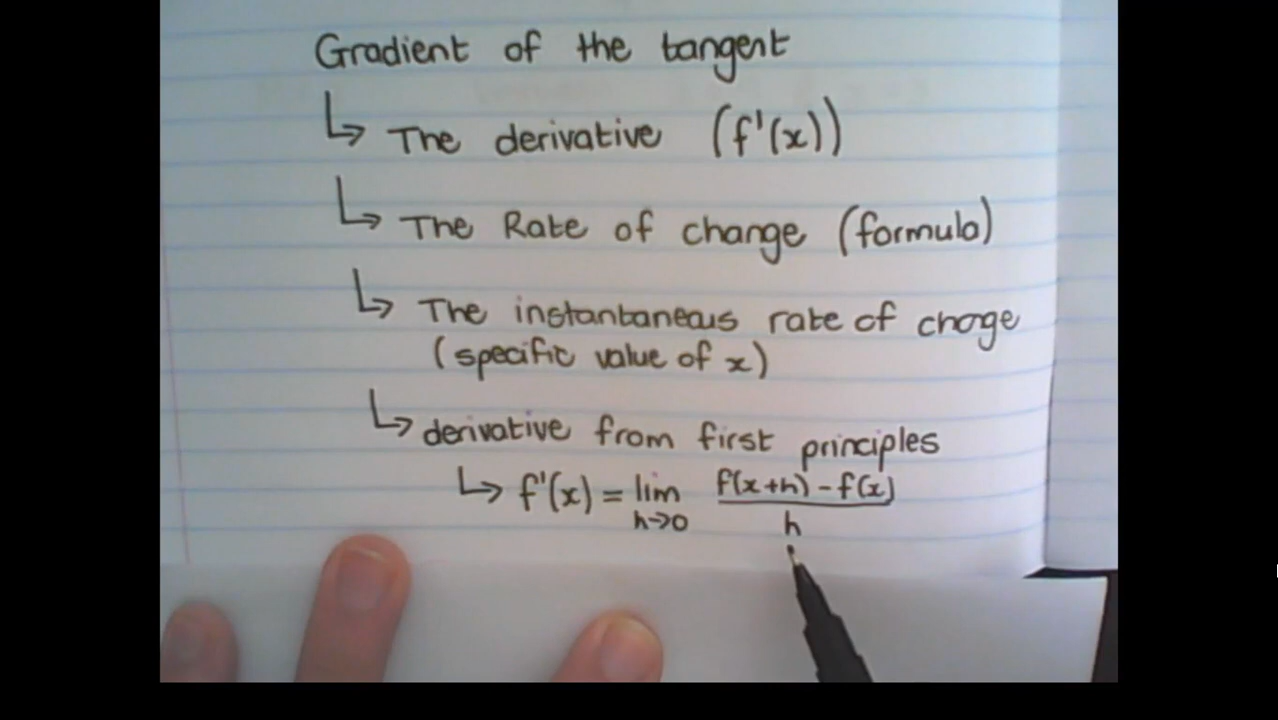 Gradient of the tangent
↳ The derivative (f'(x))
↳ The Rate of change (formula)
↳ The instantaneous rate of chage
(specific value of x)
↳ derivative from first principles
↳ f'(x) = lim h→0 f(x+h) - f(x) / h